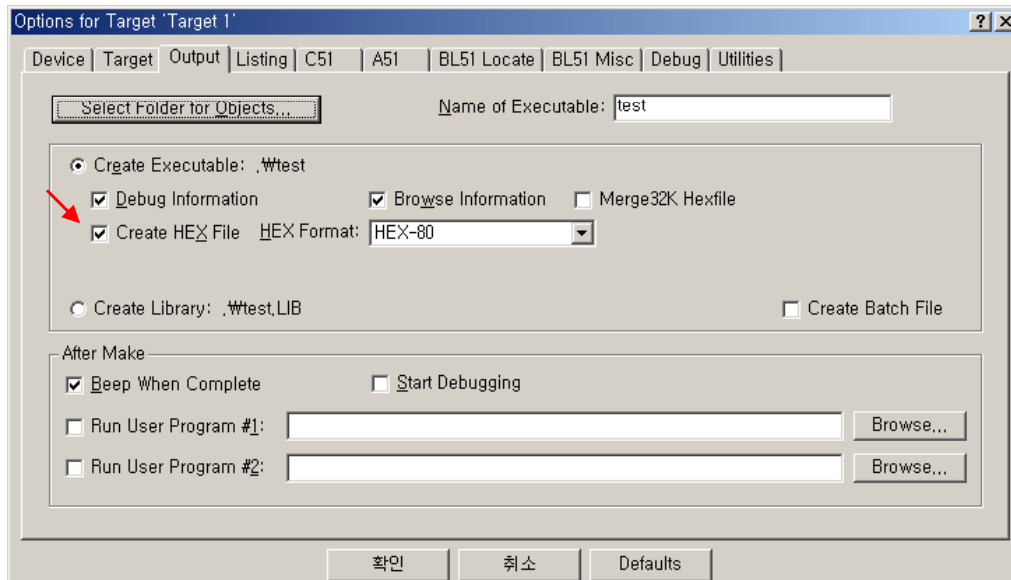 Options for Target 'Target 1'
Device Target Output Listing C51 A51 BL51 Locate BL51 Misc Debug Utilities
Select Folder for Objects... Name of Executable: test
Create Executable: .₩test
Debug Information Browse Information Merge32K Hexfile
Create HEX File HEX Format: HEX-80
Create Library: .₩test.LIB Create Batch File
After Make
Beep When Complete Start Debugging
Run User Program #1: Browse...
Run User Program #2: Browse...
확인 취소 Defaults